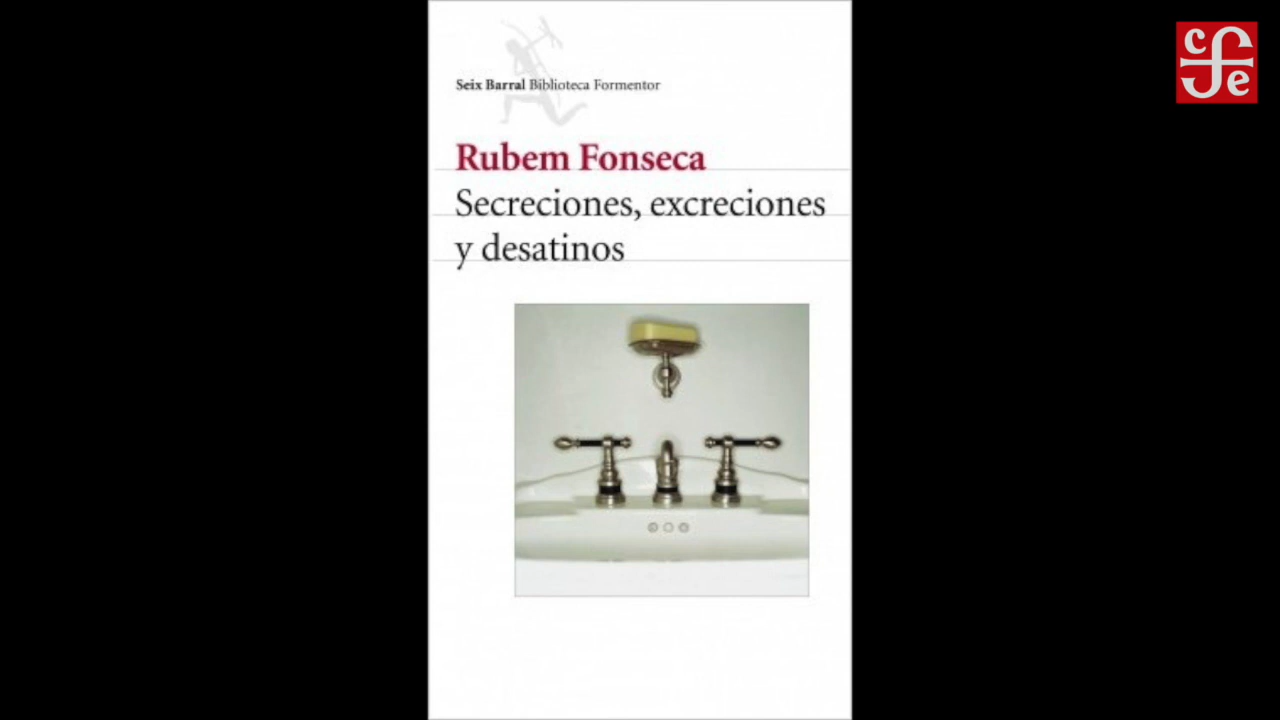 Seix Barral Biblioteca Formentor
Rubem Fonseca
Secreciones, excreciones
y desatinos
cfe